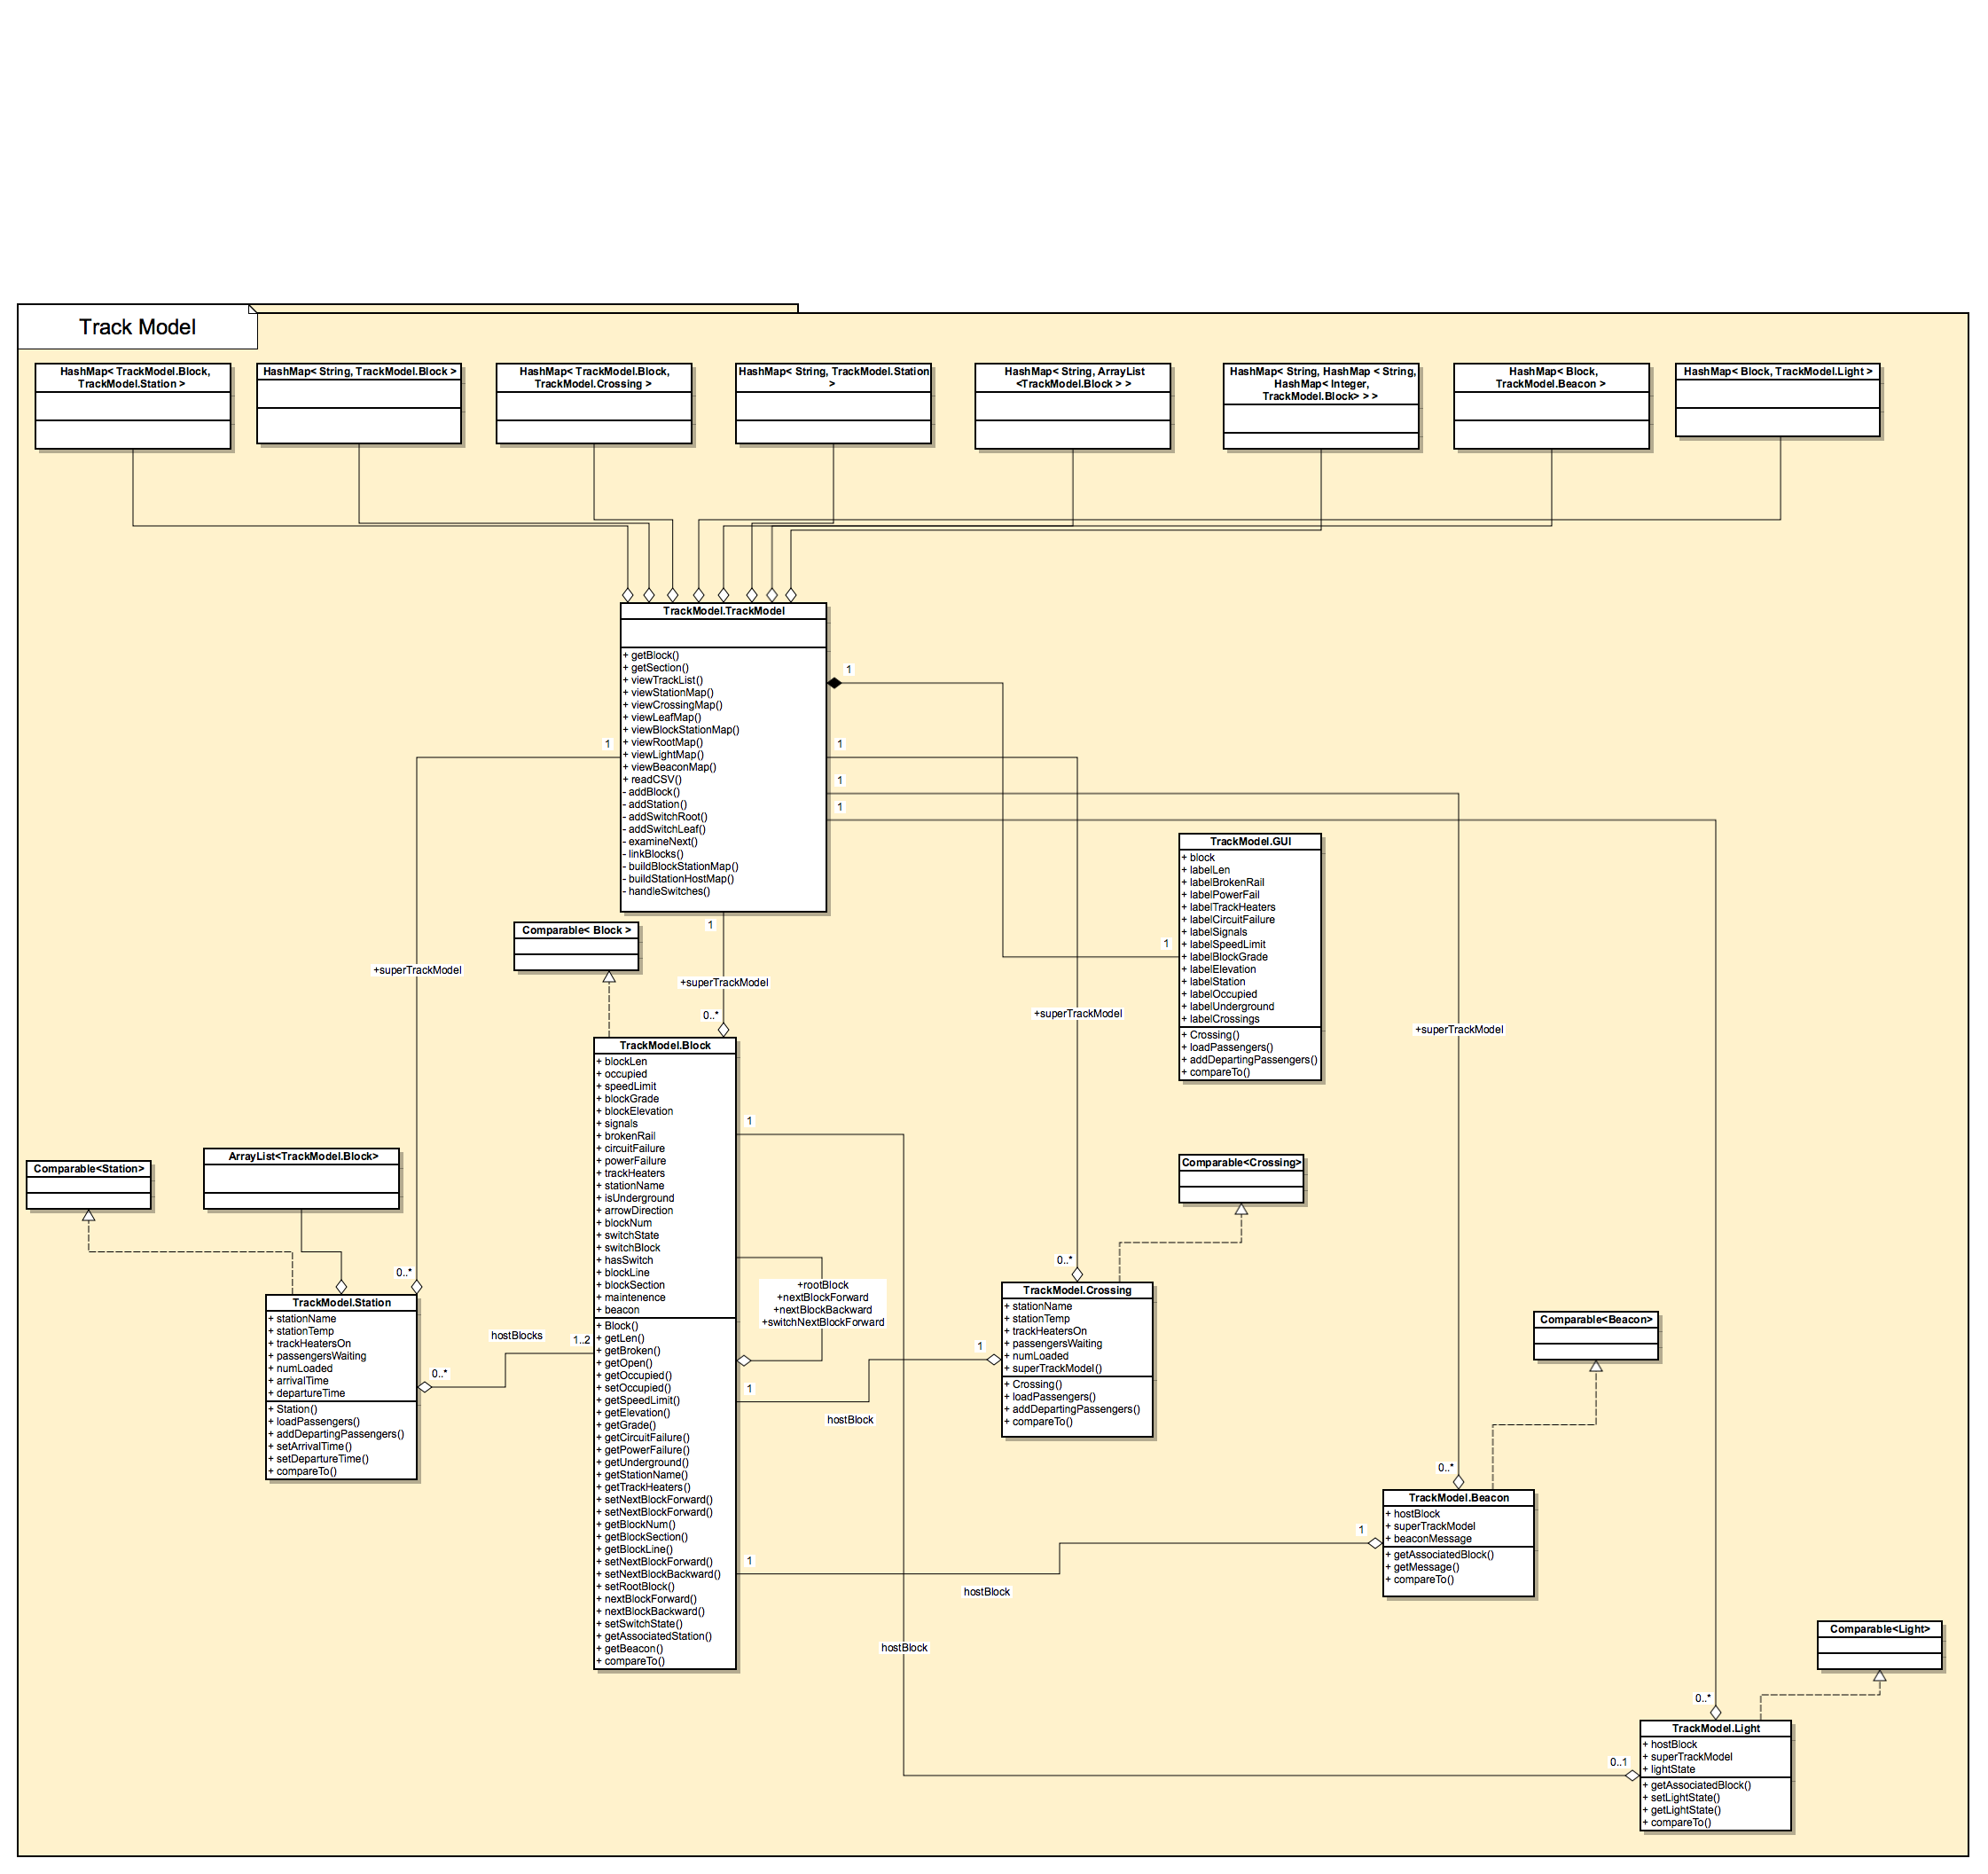 Track Model
HashMap< TrackModel.Block,
TrackModel.Station >
HashMap< String, TrackModel.Block >
HashMap< TrackModel.Block,
TrackModel.Crossing >
HashMap< String, TrackModel.Station
>
HashMap< String, ArrayList
<TrackModel.Block > >
HashMap< String, HashMap < String,
HashMap< Integer,
TrackModel.Block> > >
HashMap< Block,
TrackModel.Beacon >
HashMap< Block, TrackModel.Light >
TrackModel.TrackModel
+ getBlock()
+ getSection()
+ viewTrackList()
+ viewStationMap()
+ viewCrossingMap()
+ viewLeafMap()
+ viewBlockStationMap()
+ viewRootMap()
+ viewLightMap()
+ viewBeaconMap()
+ readCSV()
- addBlock()
- addStation()
- addSwitchRoot()
- addSwitchLeaf()
- examineNext()
- linkBlocks()
- buildBlockStationMap()
- buildStationHostMap()
- handleSwitches()
1
1
1
1
1
1
1
TrackModel.GUI
+ block
+ labelLen
+ labelBrokenRail
+ labelPowerFail
+ labelTrackHeaters
+ labelCircuitFailure
+ labelSignals
+ labelSpeedLimit
+ labelBlockGrade
+ labelElevation
+ labelStation
+ labelOccupied
+ labelUnderground
+ labelCrossings
+ Crossing()
+ loadPassengers()
+ addDepartingPassengers()
+ compareTo()
Comparable< Block >
+superTrackModel
+superTrackModel
+superTrackModel
+superTrackModel
0..*
TrackModel.Block
+ blockLen
+ occupied
+ speedLimit
+ blockGrade
+ blockElevation
+ signals
+ brokenRail
+ circuitFailure
+ powerFailure
+ trackHeaters
+ stationName
+ isUnderground
+ arrowDirection
+ blockNum
+ switchState
+ switchBlock
+ hasSwitch
+ blockLine
+ blockSection
+ maintenence
+ beacon
+ Block()
+ getLen()
+ getBroken()
+ getOpen()
+ getOccupied()
+ setOccupied()
+ getSpeedLimit()
+ getElevation()
+ getGrade()
+ getCircuitFailure()
+ getPowerFailure()
+ getUnderground()
+ getStationName()
+ getTrackHeaters()
+ setNextBlockForward()
+ setNextBlockForward()
+ getBlockNum()
+ getBlockSection()
+ getBlockLine()
+ setNextBlockForward()
+ setNextBlockBackward()
+ setRootBlock()
+ nextBlockForward()
+ nextBlockBackward()
+ setSwitchState()
+ getAssociatedStation()
+ getBeacon()
+ compareTo()
1
+rootBlock
+nextBlockForward
+nextBlockBackward
+switchNextBlockForward
1
hostBlock
1
1
hostBlock
1
hostBlock
0..1
Comparable<Station>
ArrayList<TrackModel.Block>
0..*
TrackModel.Station
+ stationName
+ stationTemp
+ trackHeatersOn
+ passengersWaiting
+ numLoaded
+ arrivalTime
+ departureTime
+ Station()
+ loadPassengers()
+ addDepartingPassengers()
+ setArrivalTime()
+ setDepartureTime()
+ compareTo()
0..*
hostBlocks
1..2
Comparable<Crossing>
0..*
TrackModel.Crossing
+ stationName
+ stationTemp
+ trackHeatersOn
+ passengersWaiting
+ numLoaded
+ superTrackModel()
+ Crossing()
+ loadPassengers()
+ addDepartingPassengers()
+ compareTo()
Comparable<Beacon>
0..*
TrackModel.Beacon
+ hostBlock
+ superTrackModel
+ beaconMessage
+ getAssociatedBlock()
+ getMessage()
+ compareTo()
Comparable<Light>
0..*
TrackModel.Light
+ hostBlock
+ superTrackModel
+ lightState
+ getAssociatedBlock()
+ setLightState()
+ getLightState()
+ compareTo()